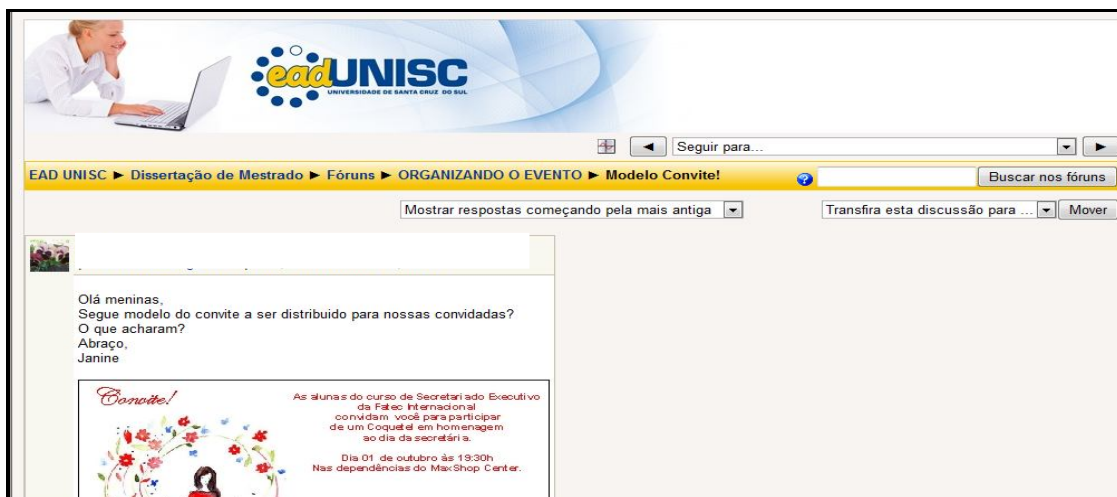 eadUNISC
UNIVERSIDADE DE SANTA CRUZ DO SUL
Seguir para...
EAD UNISC ► Dissertação de Mestrado ► Fóruns ► ORGANIZANDO O EVENTO ► Modelo Convite!
Buscar nos fóruns
Mostrar respostas começando pela mais antiga
Transfira esta discussão para ...
Mover
Olá meninas,
Segue modelo do convite a ser distribuido para nossas convidadas?
O que acharam?
Abraço,
Janine
Convite!
As alunas do curso de Secretariado Executivo
da Fatec Internacional
convidam você para participar
de um Coquetel em homenagem
ao dia da secretária.
Dia 01 de outubro às 19:30h
Nas dependências do MaxShop Center.